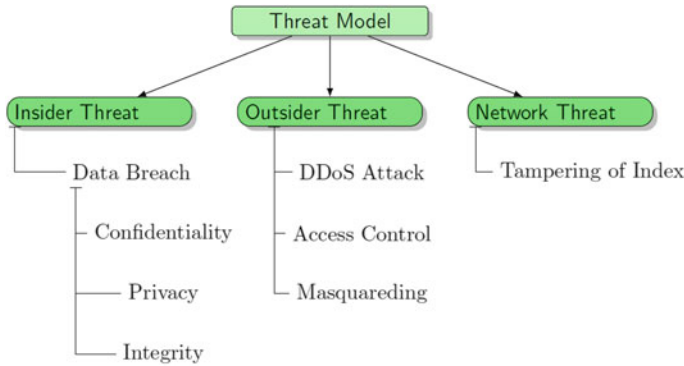 Threat Model
Insider Threat
Outsider Threat
Network Threat
Data Breach
DDoS Attack
Tampering of Index
Confidentiality
Access Control
Privacy
Masquareding
Integrity